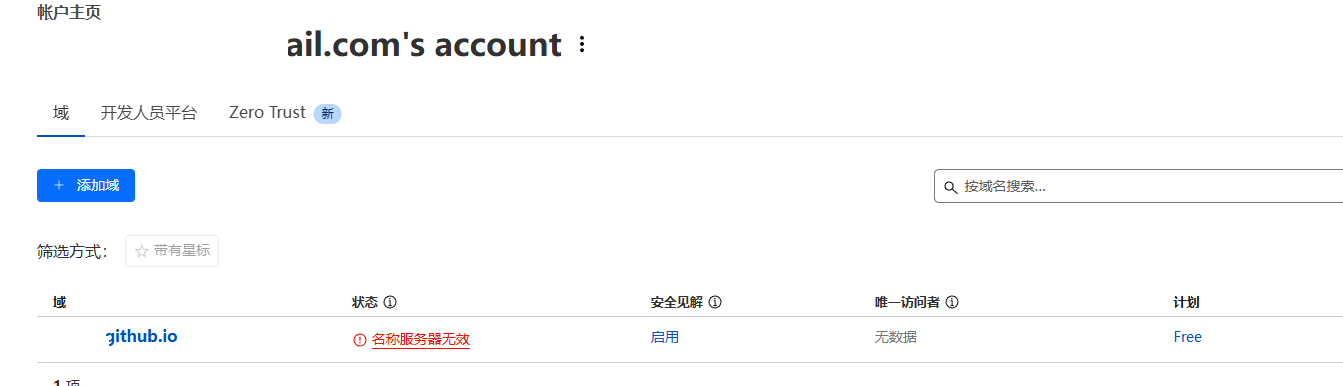 帐户主页
ail.com's account
域 开发人员平台 Zero Trust 新
+ 添加域
按域名搜索...
筛选方式： 带有星标
域 状态 安全见解 唯一访问者 计划
github.io 名称服务器无效 启用 无数据 Free
1 项